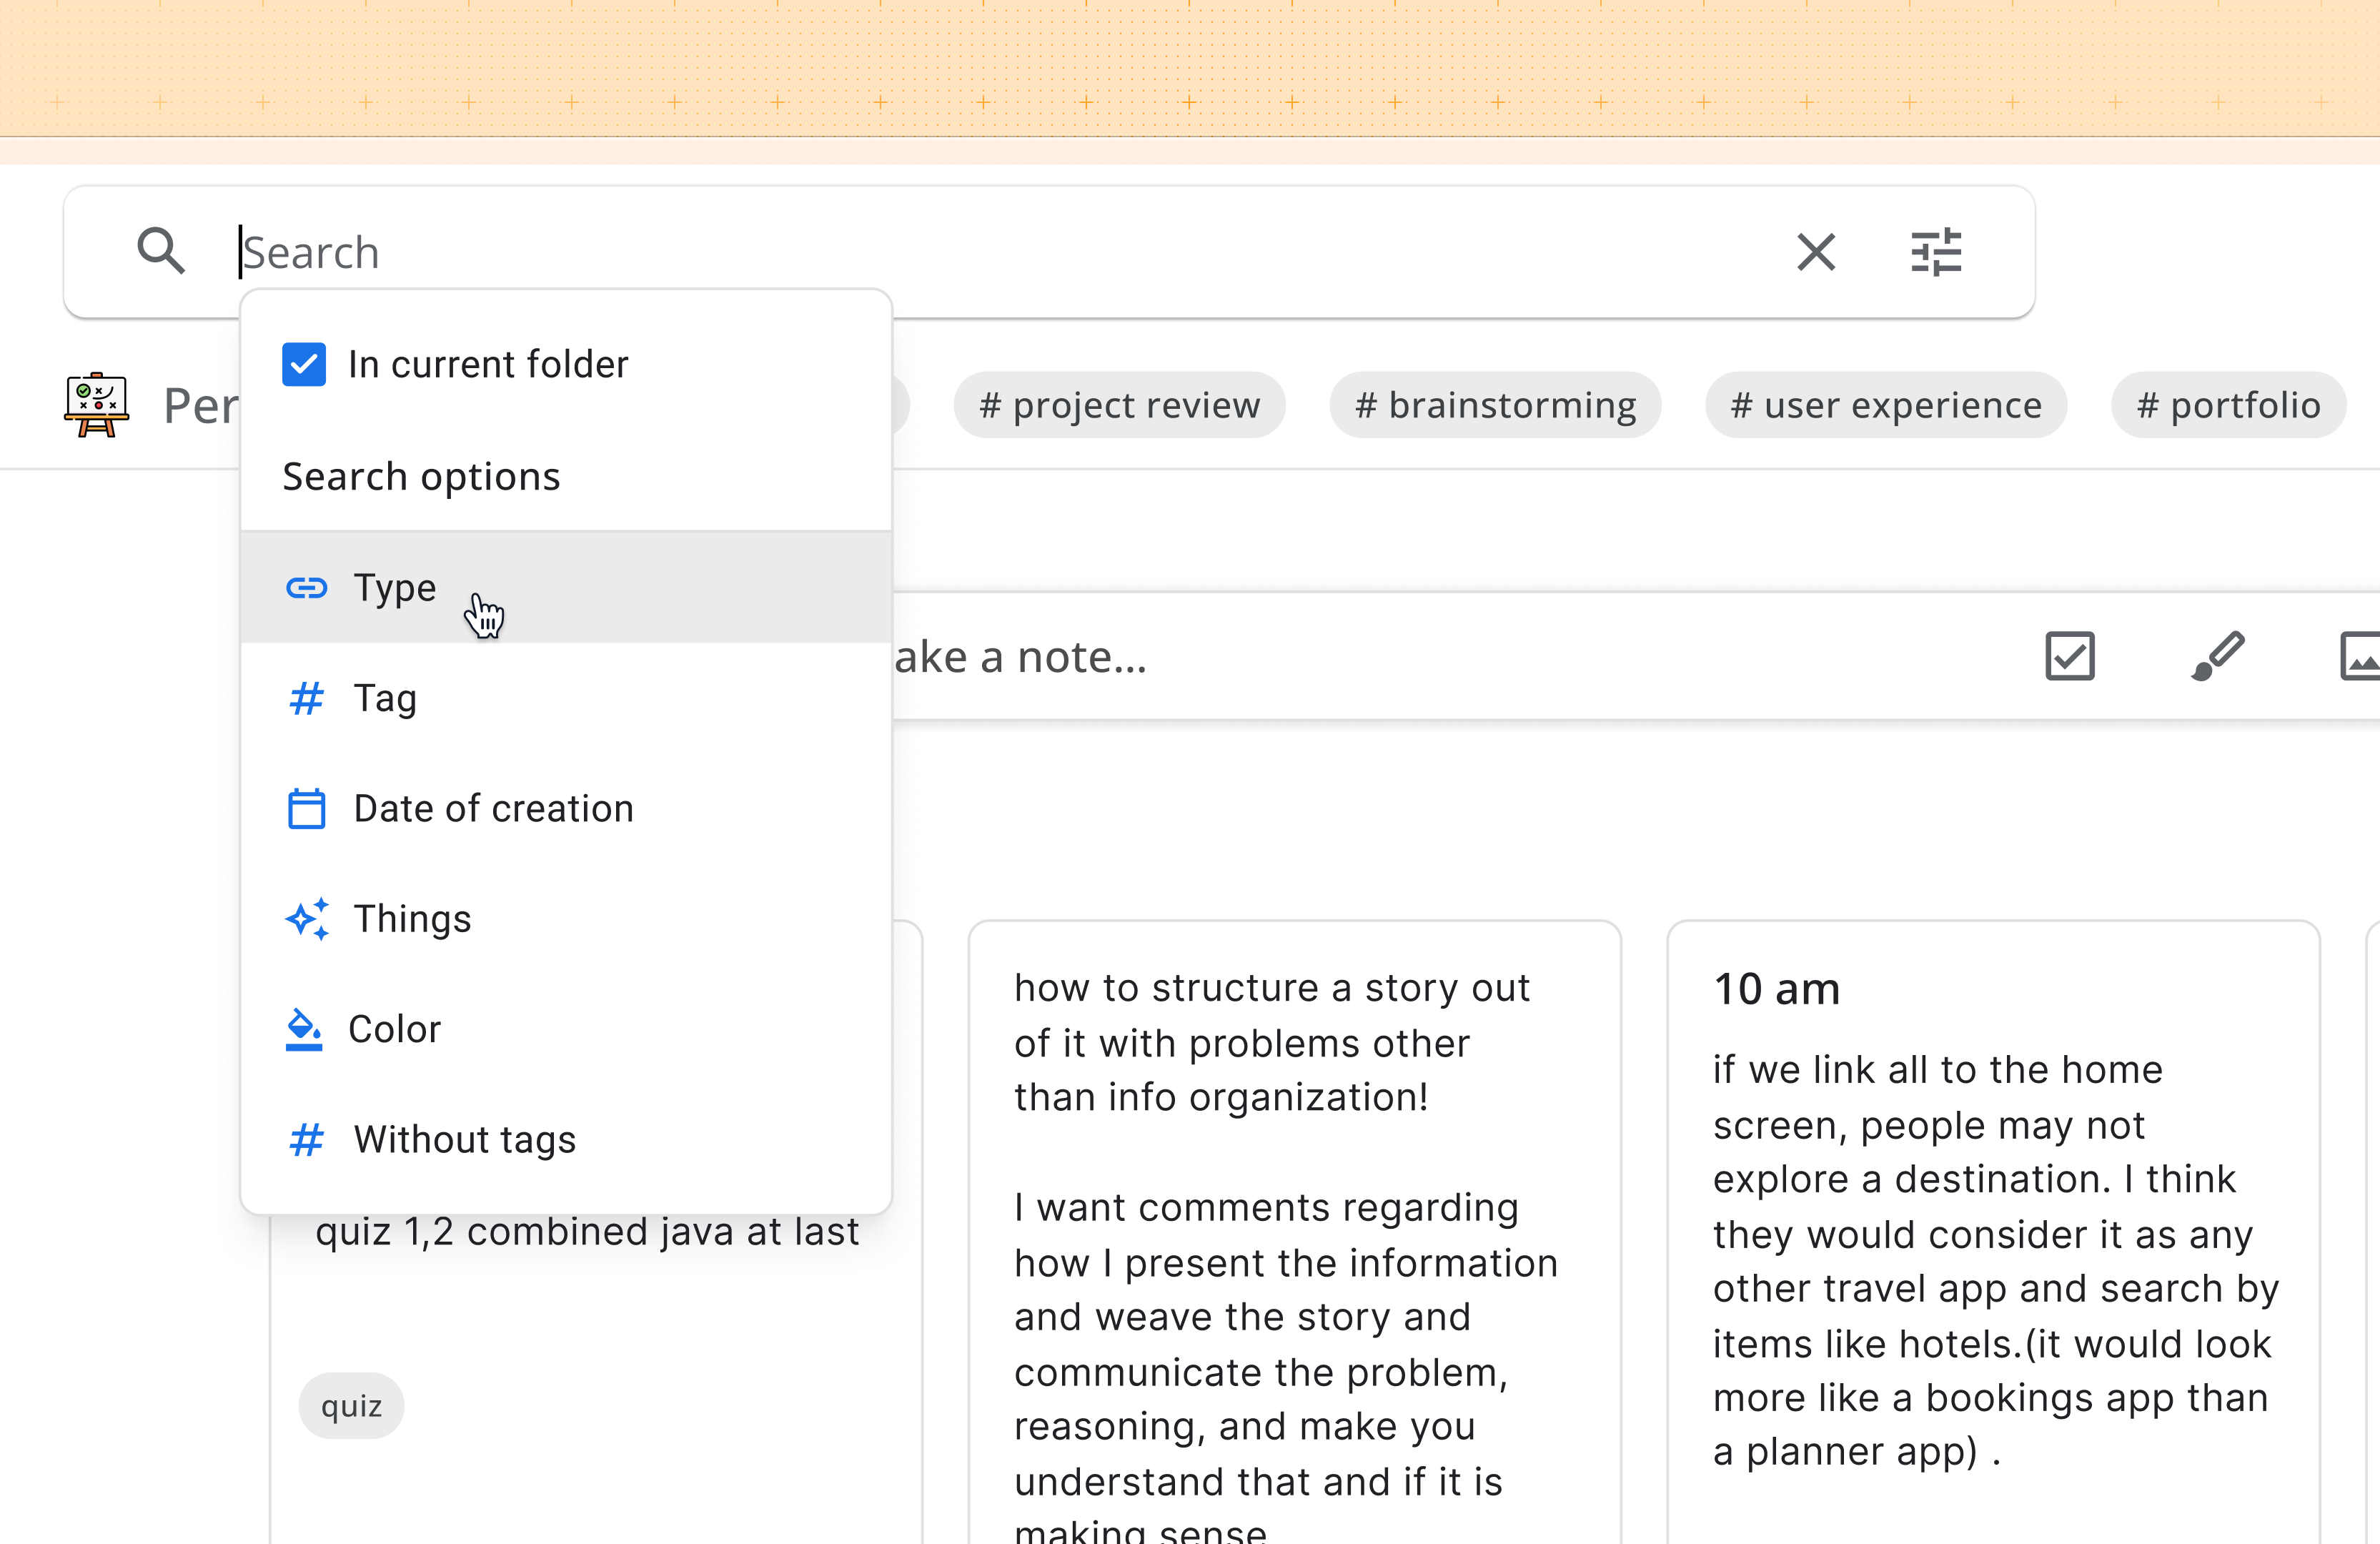 Search
In current folder
Search options
Type
Tag
Date of creation
Things
Color
Without tags
# project review
# brainstorming
# user experience
# portfolio
a note...
quiz 1,2 combined java at last
quiz
how to structure a story out
of it with problems other
than info organization!
I want comments regarding
how I present the information
and weave the story and
communicate the problem,
reasoning, and make you
understand that and if it is
making sense
10 am
if we link all to the home
screen, people may not
explore a destination. I think
they would consider it as any
other travel app and search by
items like hotels.(it would look
more like a bookings app than
a planner app) .